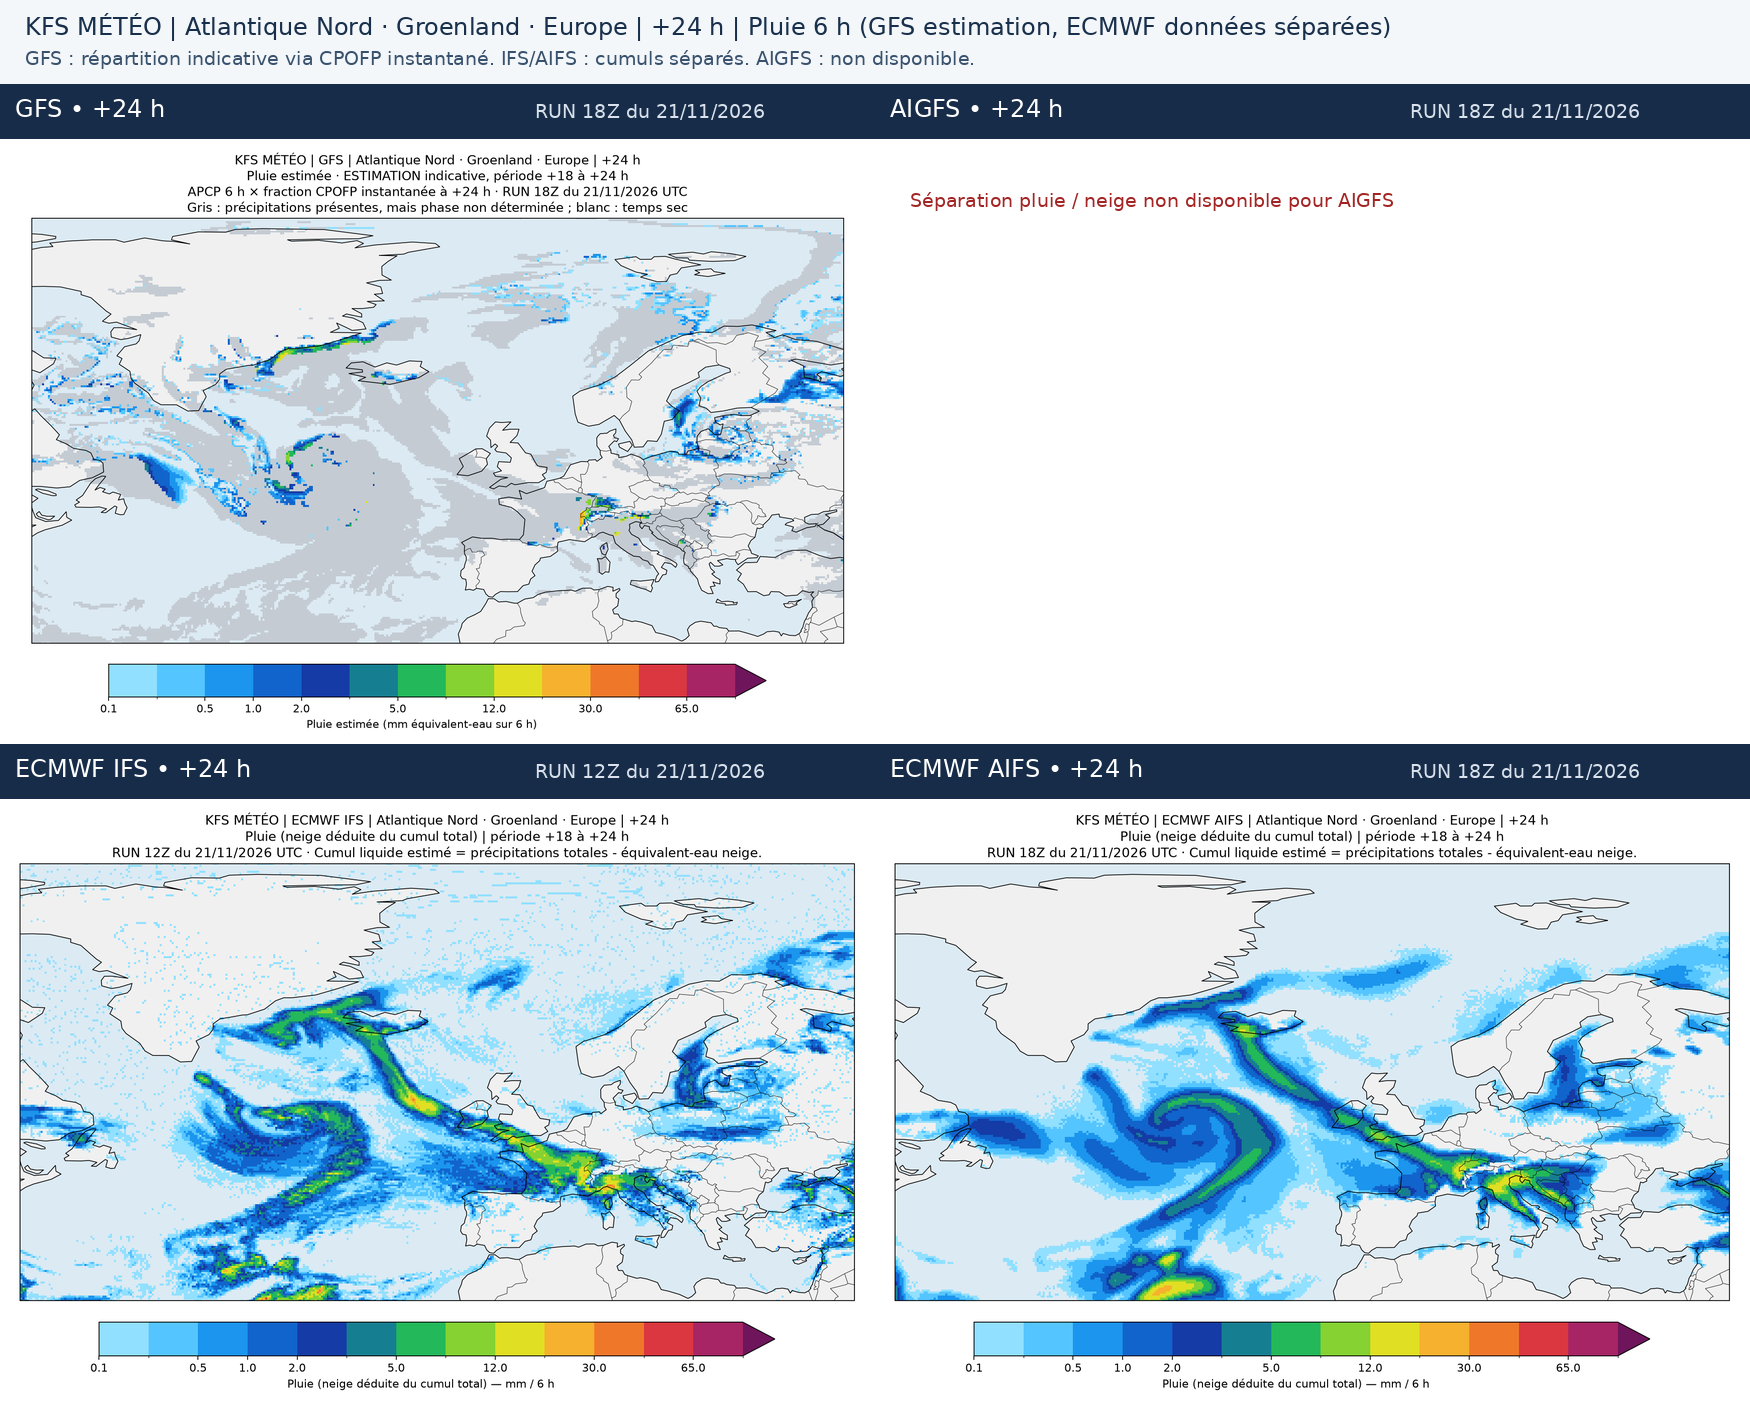 KFS MÉTÉO | Atlantique Nord · Groenland · Europe | +24 h | Pluie 6 h (GFS estimation, ECMWF données séparées)
GFS : répartition indicative via CPOFP instantané. IFS/AIFS : cumuls séparés. AIGFS : non disponible.
GFS • +24 h
RUN 18Z du 21/11/2026
KFS MÉTÉO | GFS | Atlantique Nord · Groenland · Europe | +24 h
Pluie estimée · ESTIMATION indicative, période +18 à +24 h
APCP 6 h × fraction CPOFP instantanée à +24 h · RUN 18Z du 21/11/2026 UTC
Gris : précipitations présentes, mais phase non déterminée ; blanc : temps sec
0.1 0.5 1.0 2.0 5.0 12.0 30.0 65.0
Pluie estimée (mm équivalent-eau sur 6 h)
AIGFS • +24 h
RUN 18Z du 21/11/2026
Séparation pluie / neige non disponible pour AIGFS
ECMWF IFS • +24 h
RUN 12Z du 21/11/2026
KFS MÉTÉO | ECMWF IFS | Atlantique Nord · Groenland · Europe | +24 h
Pluie (neige déduite du cumul total) | période +18 à +24 h
RUN 12Z du 21/11/2026 UTC · Cumul liquide estimé = précipitations totales - équivalent-eau neige.
0.1 0.5 1.0 2.0 5.0 12.0 30.0 65.0
Pluie (neige déduite du cumul total) — mm / 6 h
ECMWF AIFS • +24 h
RUN 18Z du 21/11/2026
KFS MÉTÉO | ECMWF AIFS | Atlantique Nord · Groenland · Europe | +24 h
Pluie (neige déduite du cumul total) | période +18 à +24 h
RUN 18Z du 21/11/2026 UTC · Cumul liquide estimé = précipitations totales - équivalent-eau neige.
0.1 0.5 1.0 2.0 5.0 12.0 30.0 65.0
Pluie (neige déduite du cumul total) — mm / 6 h